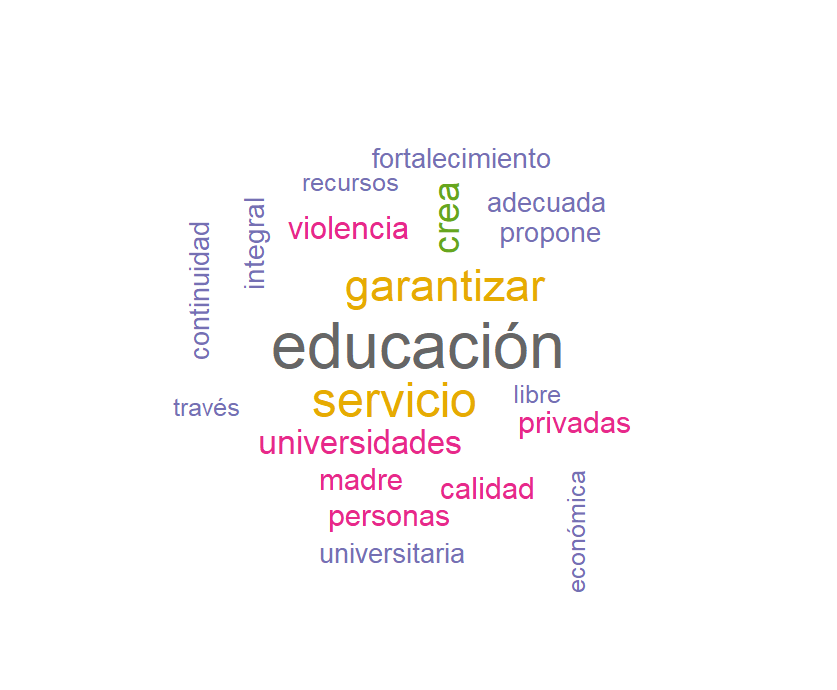 fortalecimiento
recursos
crea
adecuada
integral
violencia
propone
continuidad
garantizar
educación
servicio
libre
través
privadas
universidades
madre
calidad
económica
personas
universitaria